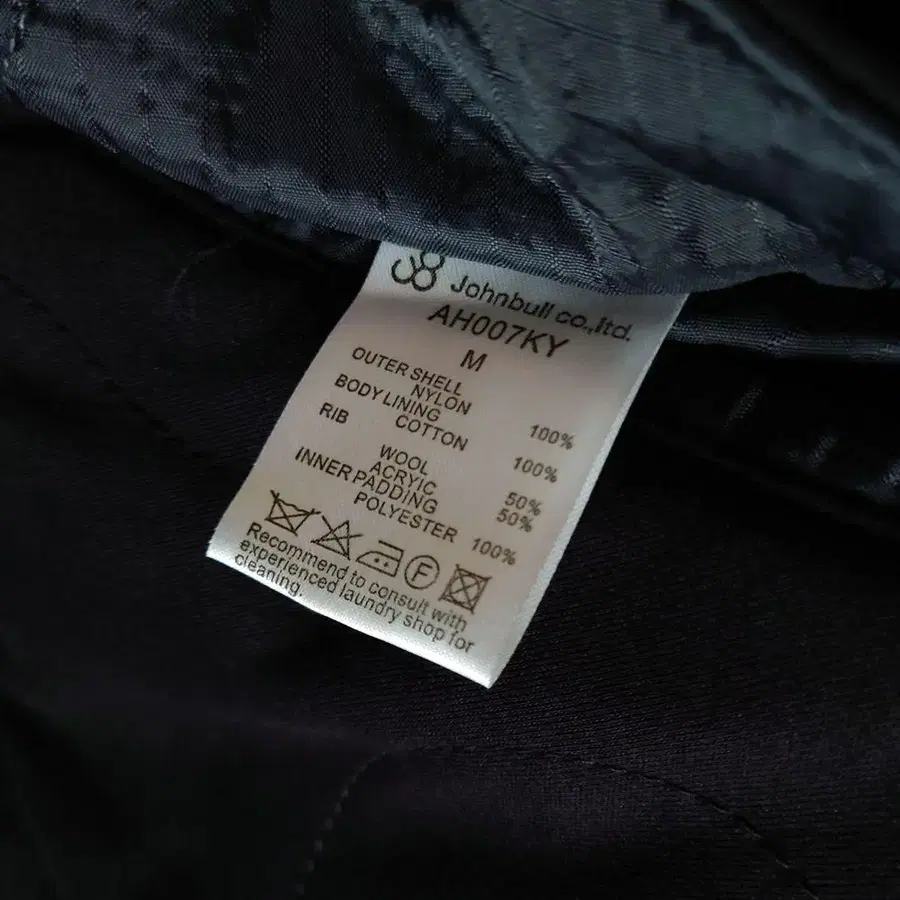 Johnbull co.,ltd.
AH007KY
M
OUTER SHELL
NYLON 100%
BODY LINING
COTTON 100%
RIB
WOOL 50%
ACRYIC 50%
INNER PADDING
POLYESTER 100%
F
Recommend to consult with
experienced laundry shop for
cleaning.